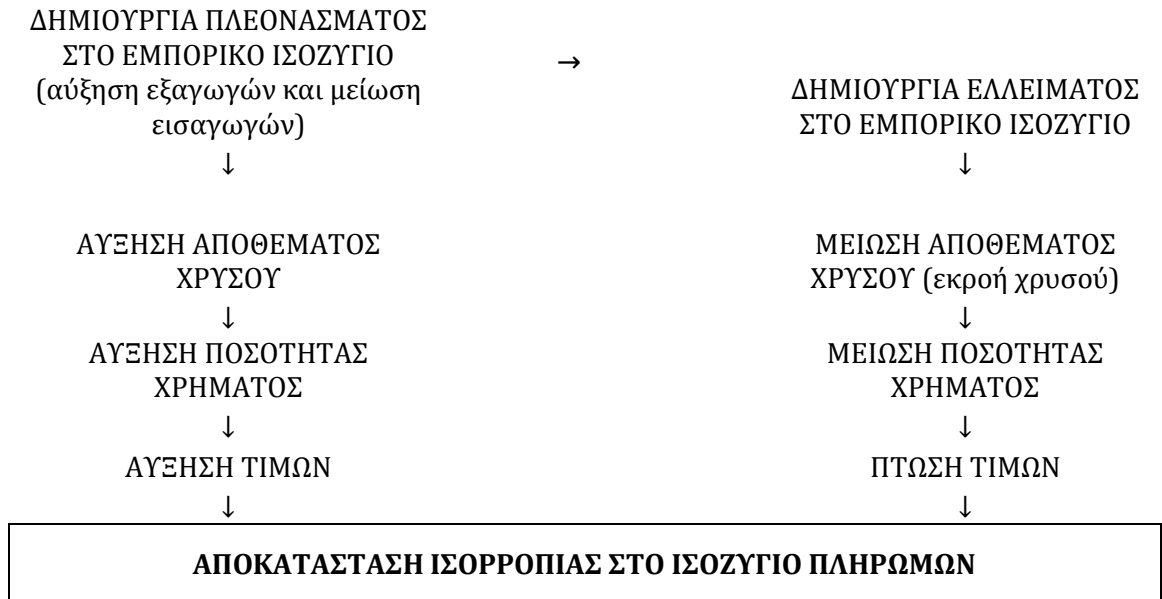 ΔΗΜΙΟΥΡΓΙΑ ΠΛΕΟΝΑΣΜΑΤΟΣ
ΣΤΟ ΕΜΠΟΡΙΚΟ ΙΣΟΖΥΓΙΟ
(αύξηση εξαγωγών και μείωση
εισαγωγών)
↓
→
ΔΗΜΙΟΥΡΓΙΑ ΕΛΛΕΙΜΑΤΟΣ
ΣΤΟ ΕΜΠΟΡΙΚΟ ΙΣΟΖΥΓΙΟ
↓
ΑΥΞΗΣΗ ΑΠΟΘΕΜΑΤΟΣ
ΧΡΥΣΟΥ
↓
ΑΥΞΗΣΗ ΠΟΣΟΤΗΤΑΣ
ΧΡΗΜΑΤΟΣ
↓
ΑΥΞΗΣΗ ΤΙΜΩΝ
↓
ΜΕΙΩΣΗ ΑΠΟΘΕΜΑΤΟΣ
ΧΡΥΣΟΥ (εκροή χρυσού)
↓
ΜΕΙΩΣΗ ΠΟΣΟΤΗΤΑΣ
ΧΡΗΜΑΤΟΣ
↓
ΠΤΩΣΗ ΤΙΜΩΝ
↓
ΑΠΟΚΑΤΑΣΤΑΣΗ ΙΣΟΡΡΟΠΙΑΣ ΣΤΟ ΙΣΟΖΥΓΙΟ ΠΛΗΡΩΜΩΝ